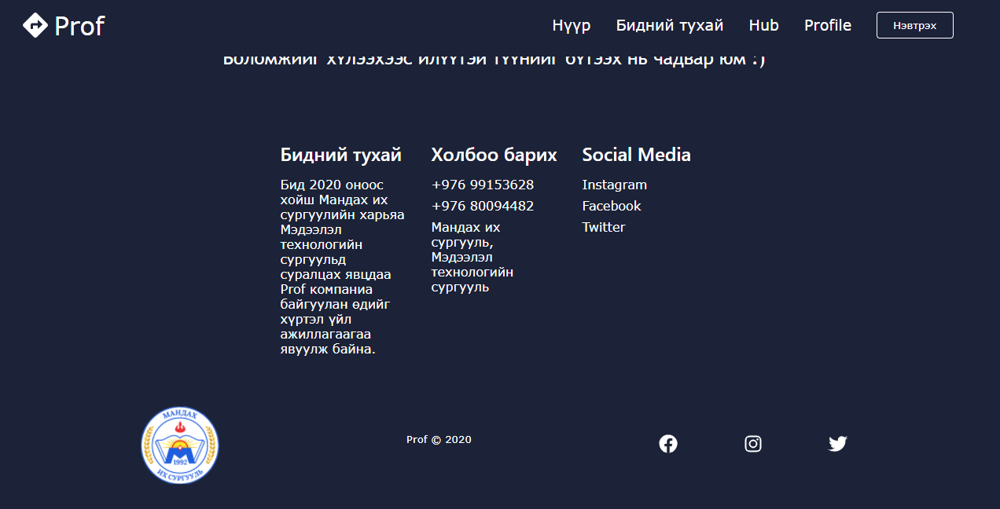 Prof
Нүүр
Бидний тухай
Hub
Profile
Нэвтрэх
Боломжийг хүлээхээс илүүтэй түүнийг бүтээх нь чадвар юм :)
Бидний тухай
Бид 2020 оноос
хойш Мандах их
сургуулийн харьяа
Мэдээлэл
технологийн
сургуульд
суралцах явцдаа
Prof компаниа
байгуулан өдийг
хүртэл үйл
ажиллагаагаа
явуулж байна.
Холбоо барих
+976 99153628
+976 80094482
Мандах их
сургууль,
Мэдээлэл
технологийн
сургууль
Social Media
Instagram
Facebook
Twitter
МАНДАХ
1992
ИХ СУРГУУЛЬ
Prof © 2020